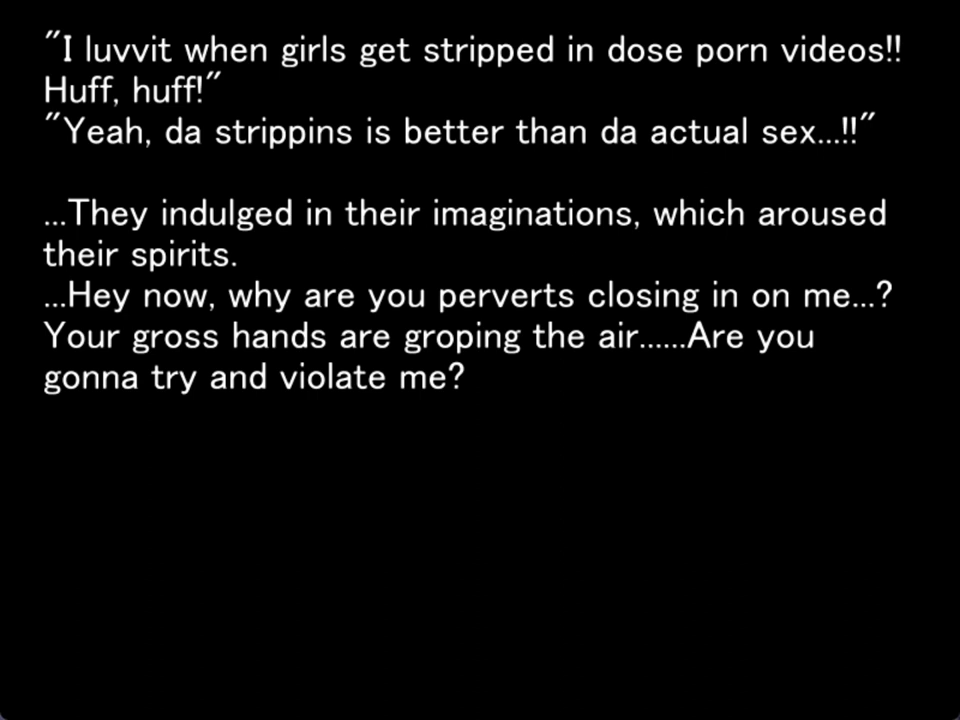 "I luvvit when girls get stripped in dose porn videos!!
Huff, huff!"
"Yeah, da strippins is better than da actual sex...!!"
...They indulged in their imaginations, which aroused
their spirits.
...Hey now, why are you perverts closing in on me...?
Your gross hands are groping the air......Are you
gonna try and violate me?